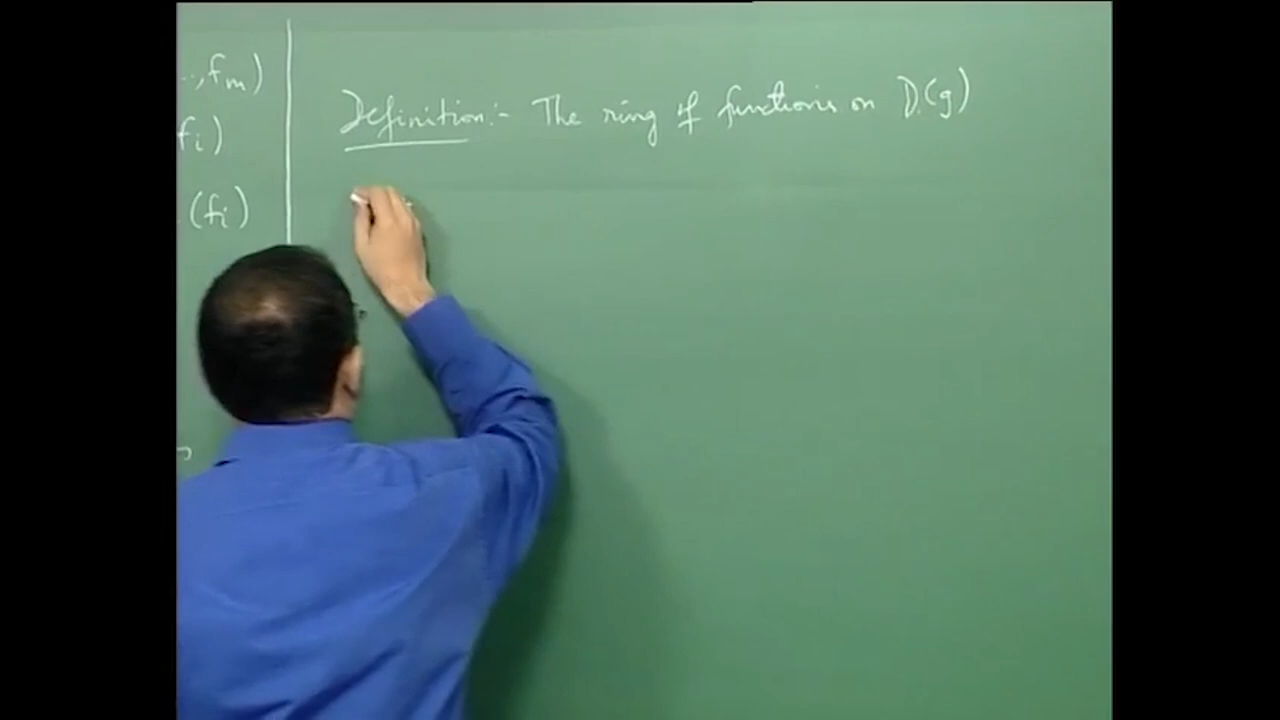 .., fm)
fi)
(fi)
Definition:- The ring of functions on D(g)